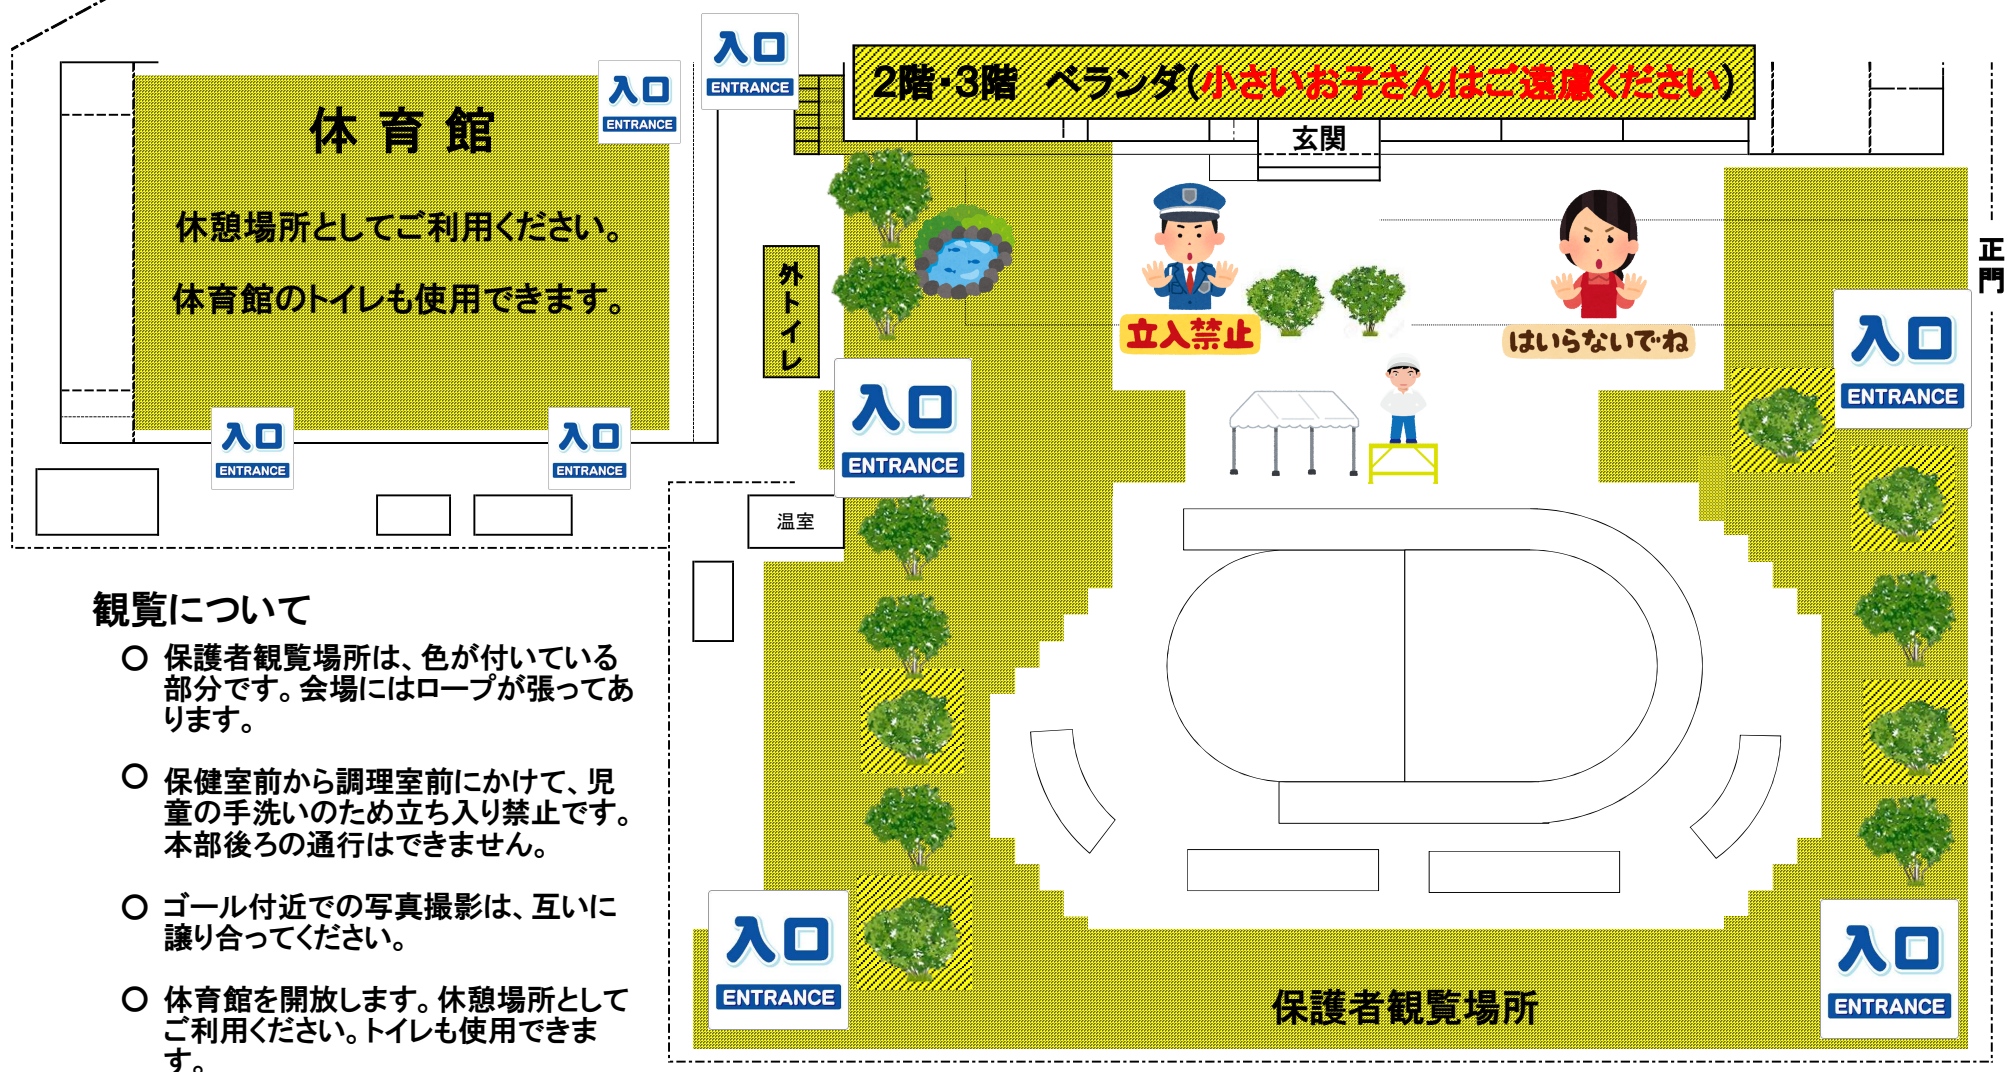 入口
ENTRANCE
入口
ENTRANCE
2階・3階　ベランダ(小さいお子さんはご遠慮ください)
体育館
玄関
休憩場所としてご利用ください。
体育館のトイレも使用できます。
外トイレ
正門
立入禁止
はいらないでね
入口
ENTRANCE
入口
ENTRANCE
入口
ENTRANCE
入口
ENTRANCE
温室
観覧について
○ 保護者観覧場所は、色が付いている
部分です。会場にはロープが張ってあ
ります。
○ 保健室前から調理室前にかけて、児
童の手洗いのため立ち入り禁止です。
本部後ろの通行はできません。
○ ゴール付近での写真撮影は、互いに
譲り合ってください。
○ 体育館を開放します。休憩場所として
ご利用ください。トイレも使用できま
す。
入口
ENTRANCE
入口
ENTRANCE
保護者観覧場所